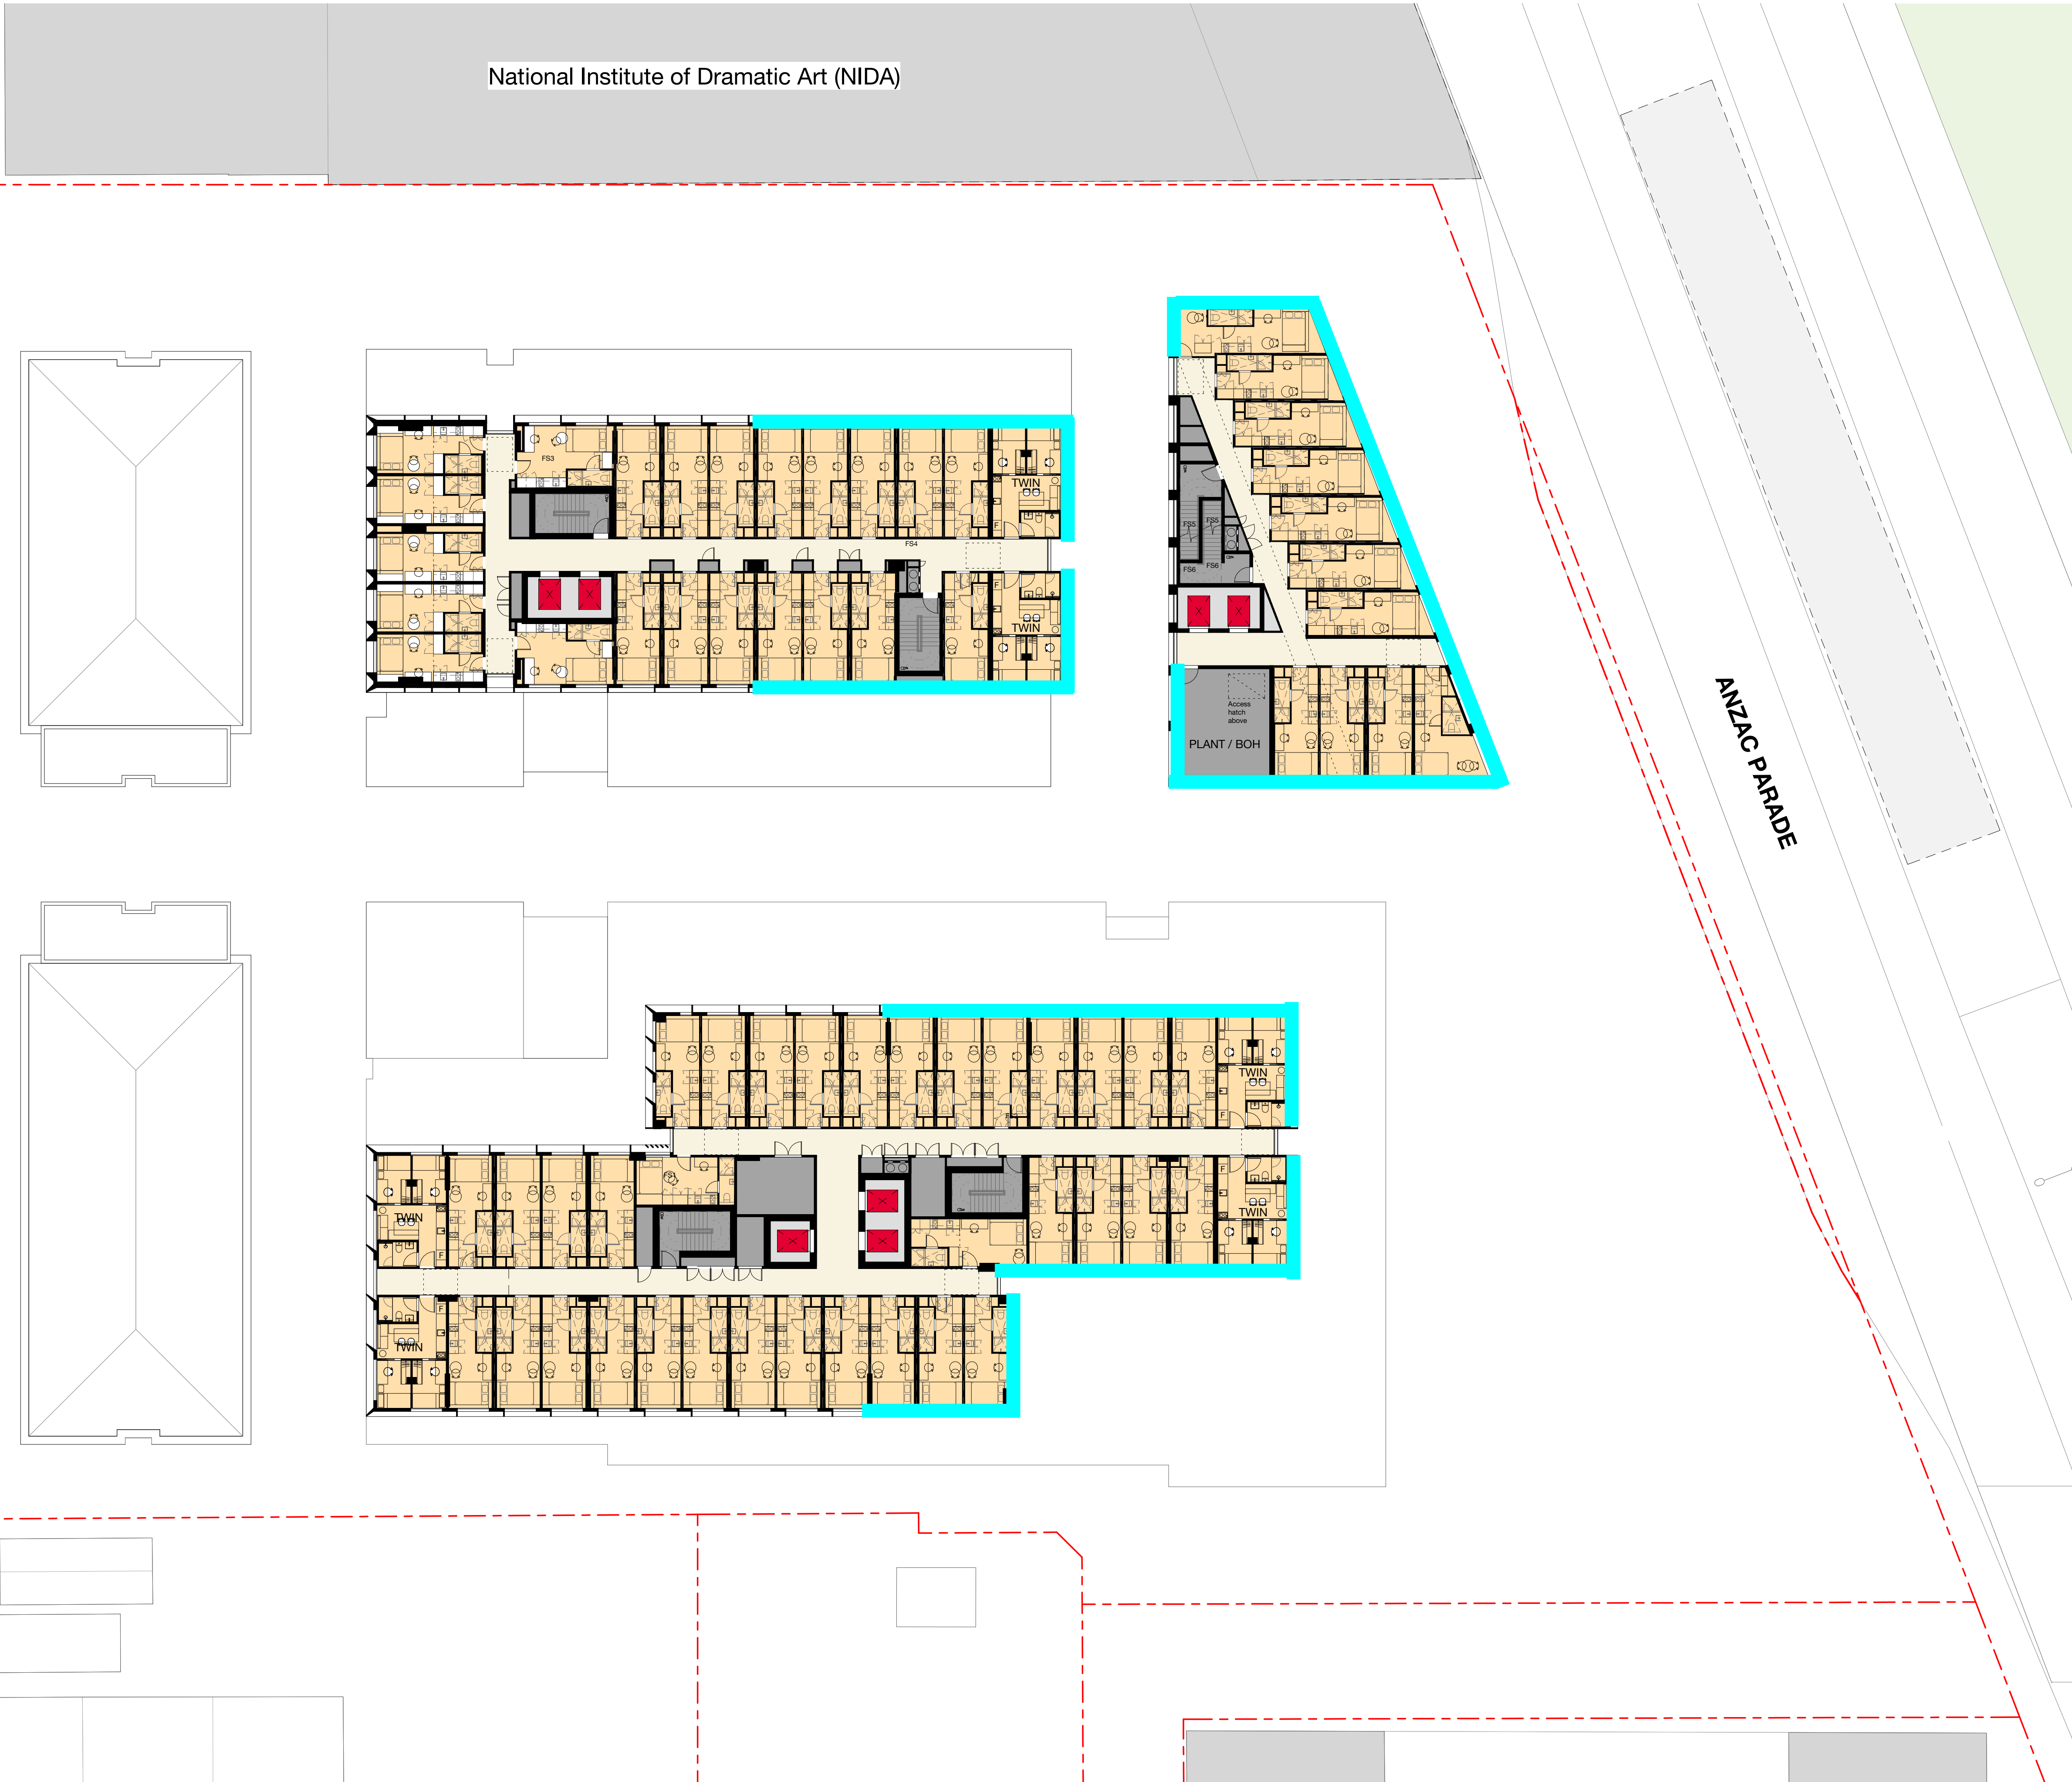 National Institute of Dramatic Art (NIDA)
FS3
TWIN
F
FS4
F
TWIN
FS5
FS5
FS6
FS6
Access
hatch
above
PLANT / BOH
ANZAC PARADE
TWIN
F
F
TWIN
TWIN
F
F
TWIN